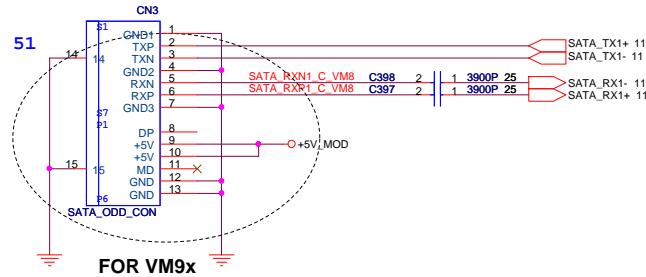 CN3
51
S1
GND1 1
14 14 TXP 2 SATA_TX1+ 11
TXN 3 SATA_TX1- 11
GND2 4
RXN 5 SATA_RXN1_C_VM8 C398 2 1 3900P 25 SATA_RX1- 11
RXP 6 SATA_RXP1_C_VM8 C397 2 1 3900P 25 SATA_RX1+ 11
S7 GND3 7
P1
DP 8
+5V 9 +5V_MOD
+5V 10
15 15 MD 11
GND 12
P6 GND 13
SATA_ODD_CON
FOR VM9x